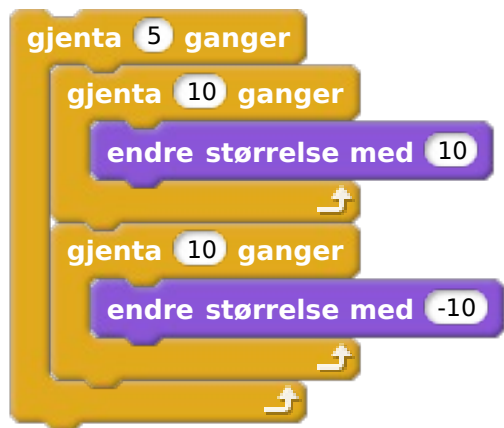 gjenta 5 ganger
gjenta 10 ganger
endre størrelse med 10
gjenta 10 ganger
endre størrelse med -10